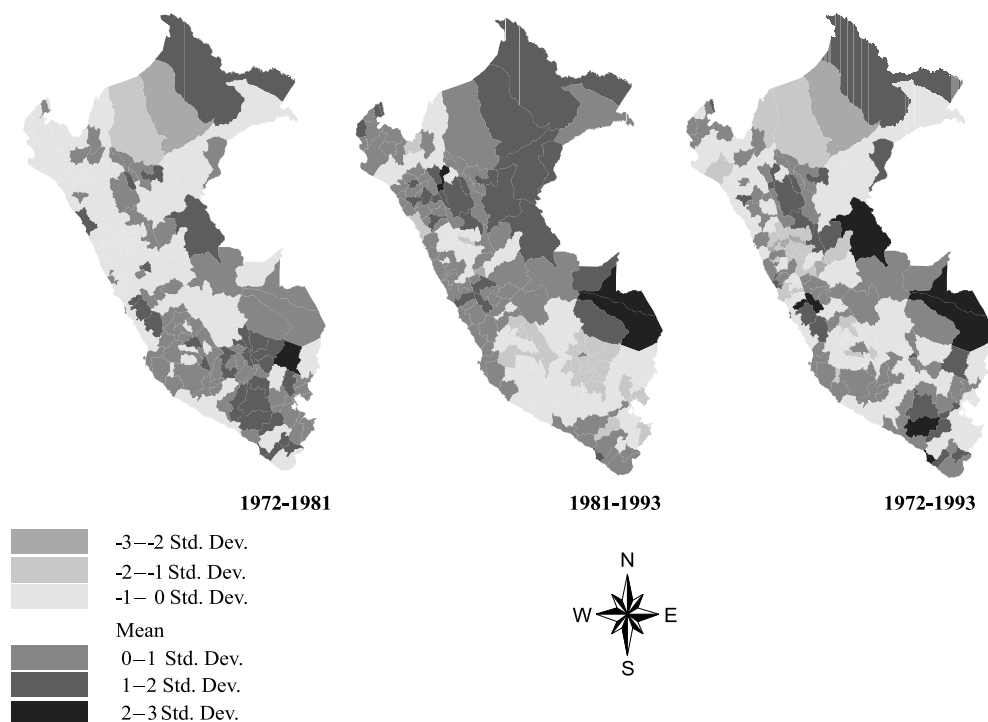 1972-1981
1981-1993
1972-1993
-3–-2 Std. Dev.
-2–-1 Std. Dev.
-1– 0 Std. Dev.
Mean
0–1 Std. Dev.
1–2 Std. Dev.
2–3 Std. Dev.
N
W E
S